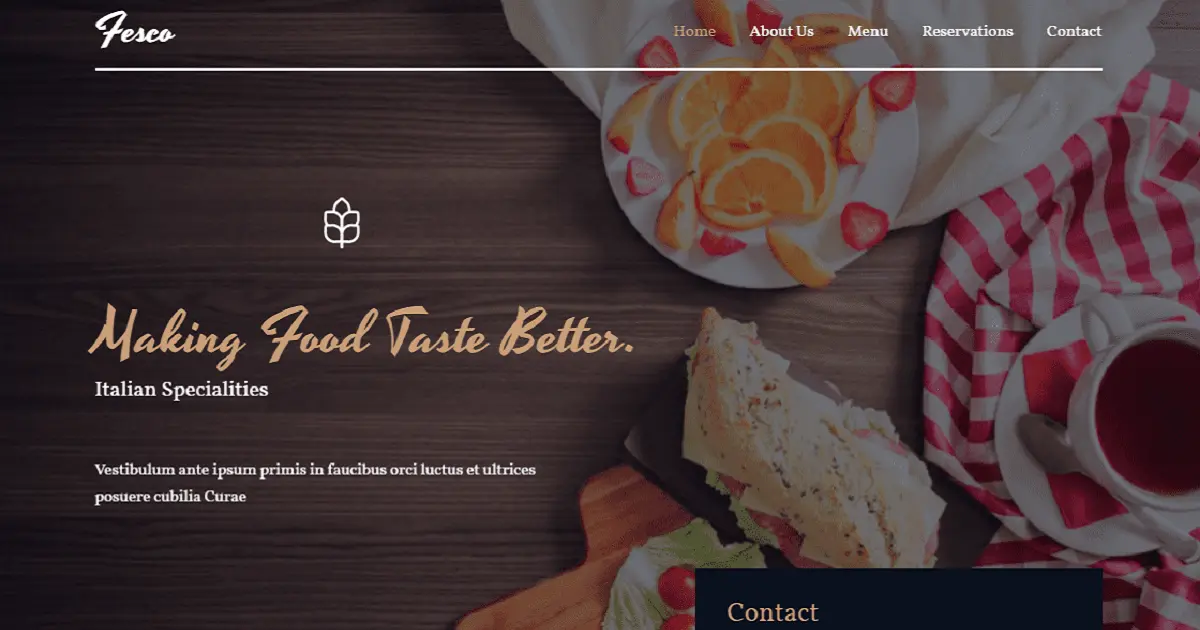 Fesco
Home About Us Menu Reservations Contact
Making Food Taste Better.
Italian Specialities
Vestibulum ante ipsum primis in faucibus orci luctus et ultrices
posuere cubilia Curae
Contact